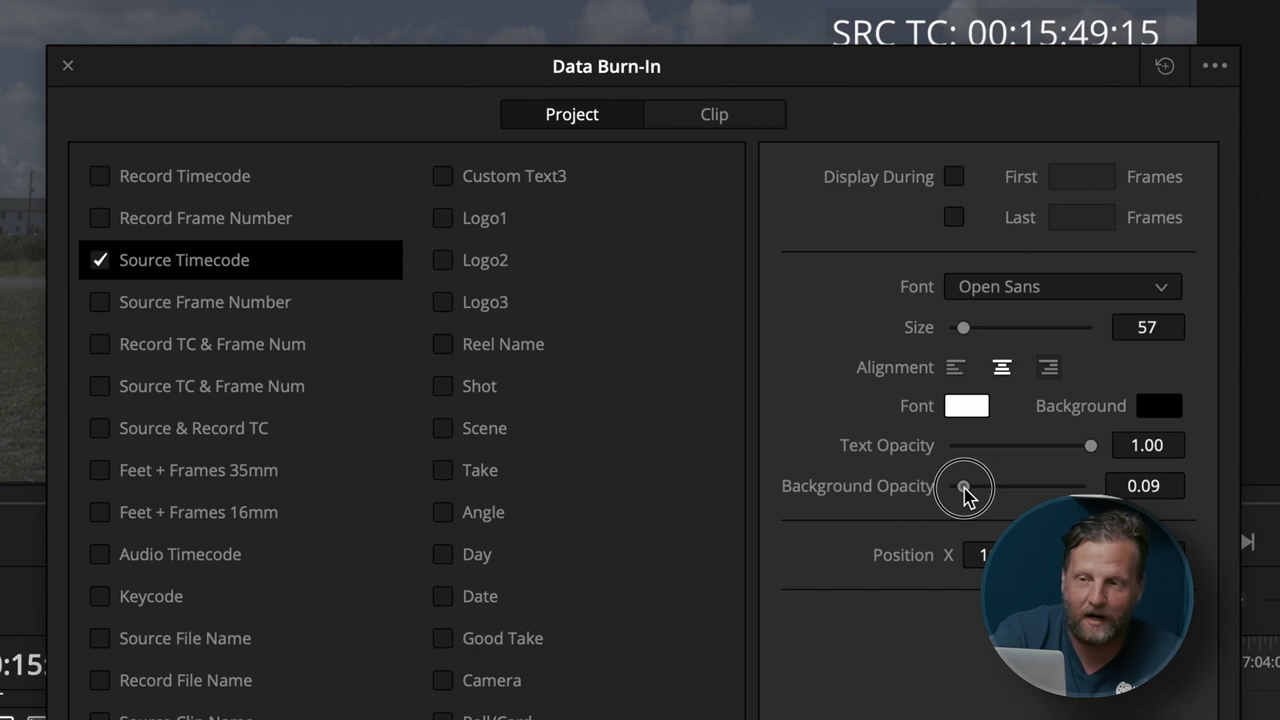 SRC TC: 00:15:49:15
Data Burn-In
Project
Clip
Record Timecode
Record Frame Number
Source Timecode
Source Frame Number
Record TC & Frame Num
Source TC & Frame Num
Source & Record TC
Feet + Frames 35mm
Feet + Frames 16mm
Audio Timecode
Keycode
Source File Name
Record File Name
Custom Text3
Logo1
Logo2
Logo3
Reel Name
Shot
Scene
Take
Angle
Day
Date
Good Take
Camera
Display During
First
Frames
Last
Frames
Font
Open Sans
Size
57
Alignment
Font
Background
Text Opacity
1.00
Background Opacity
0.09
Position X